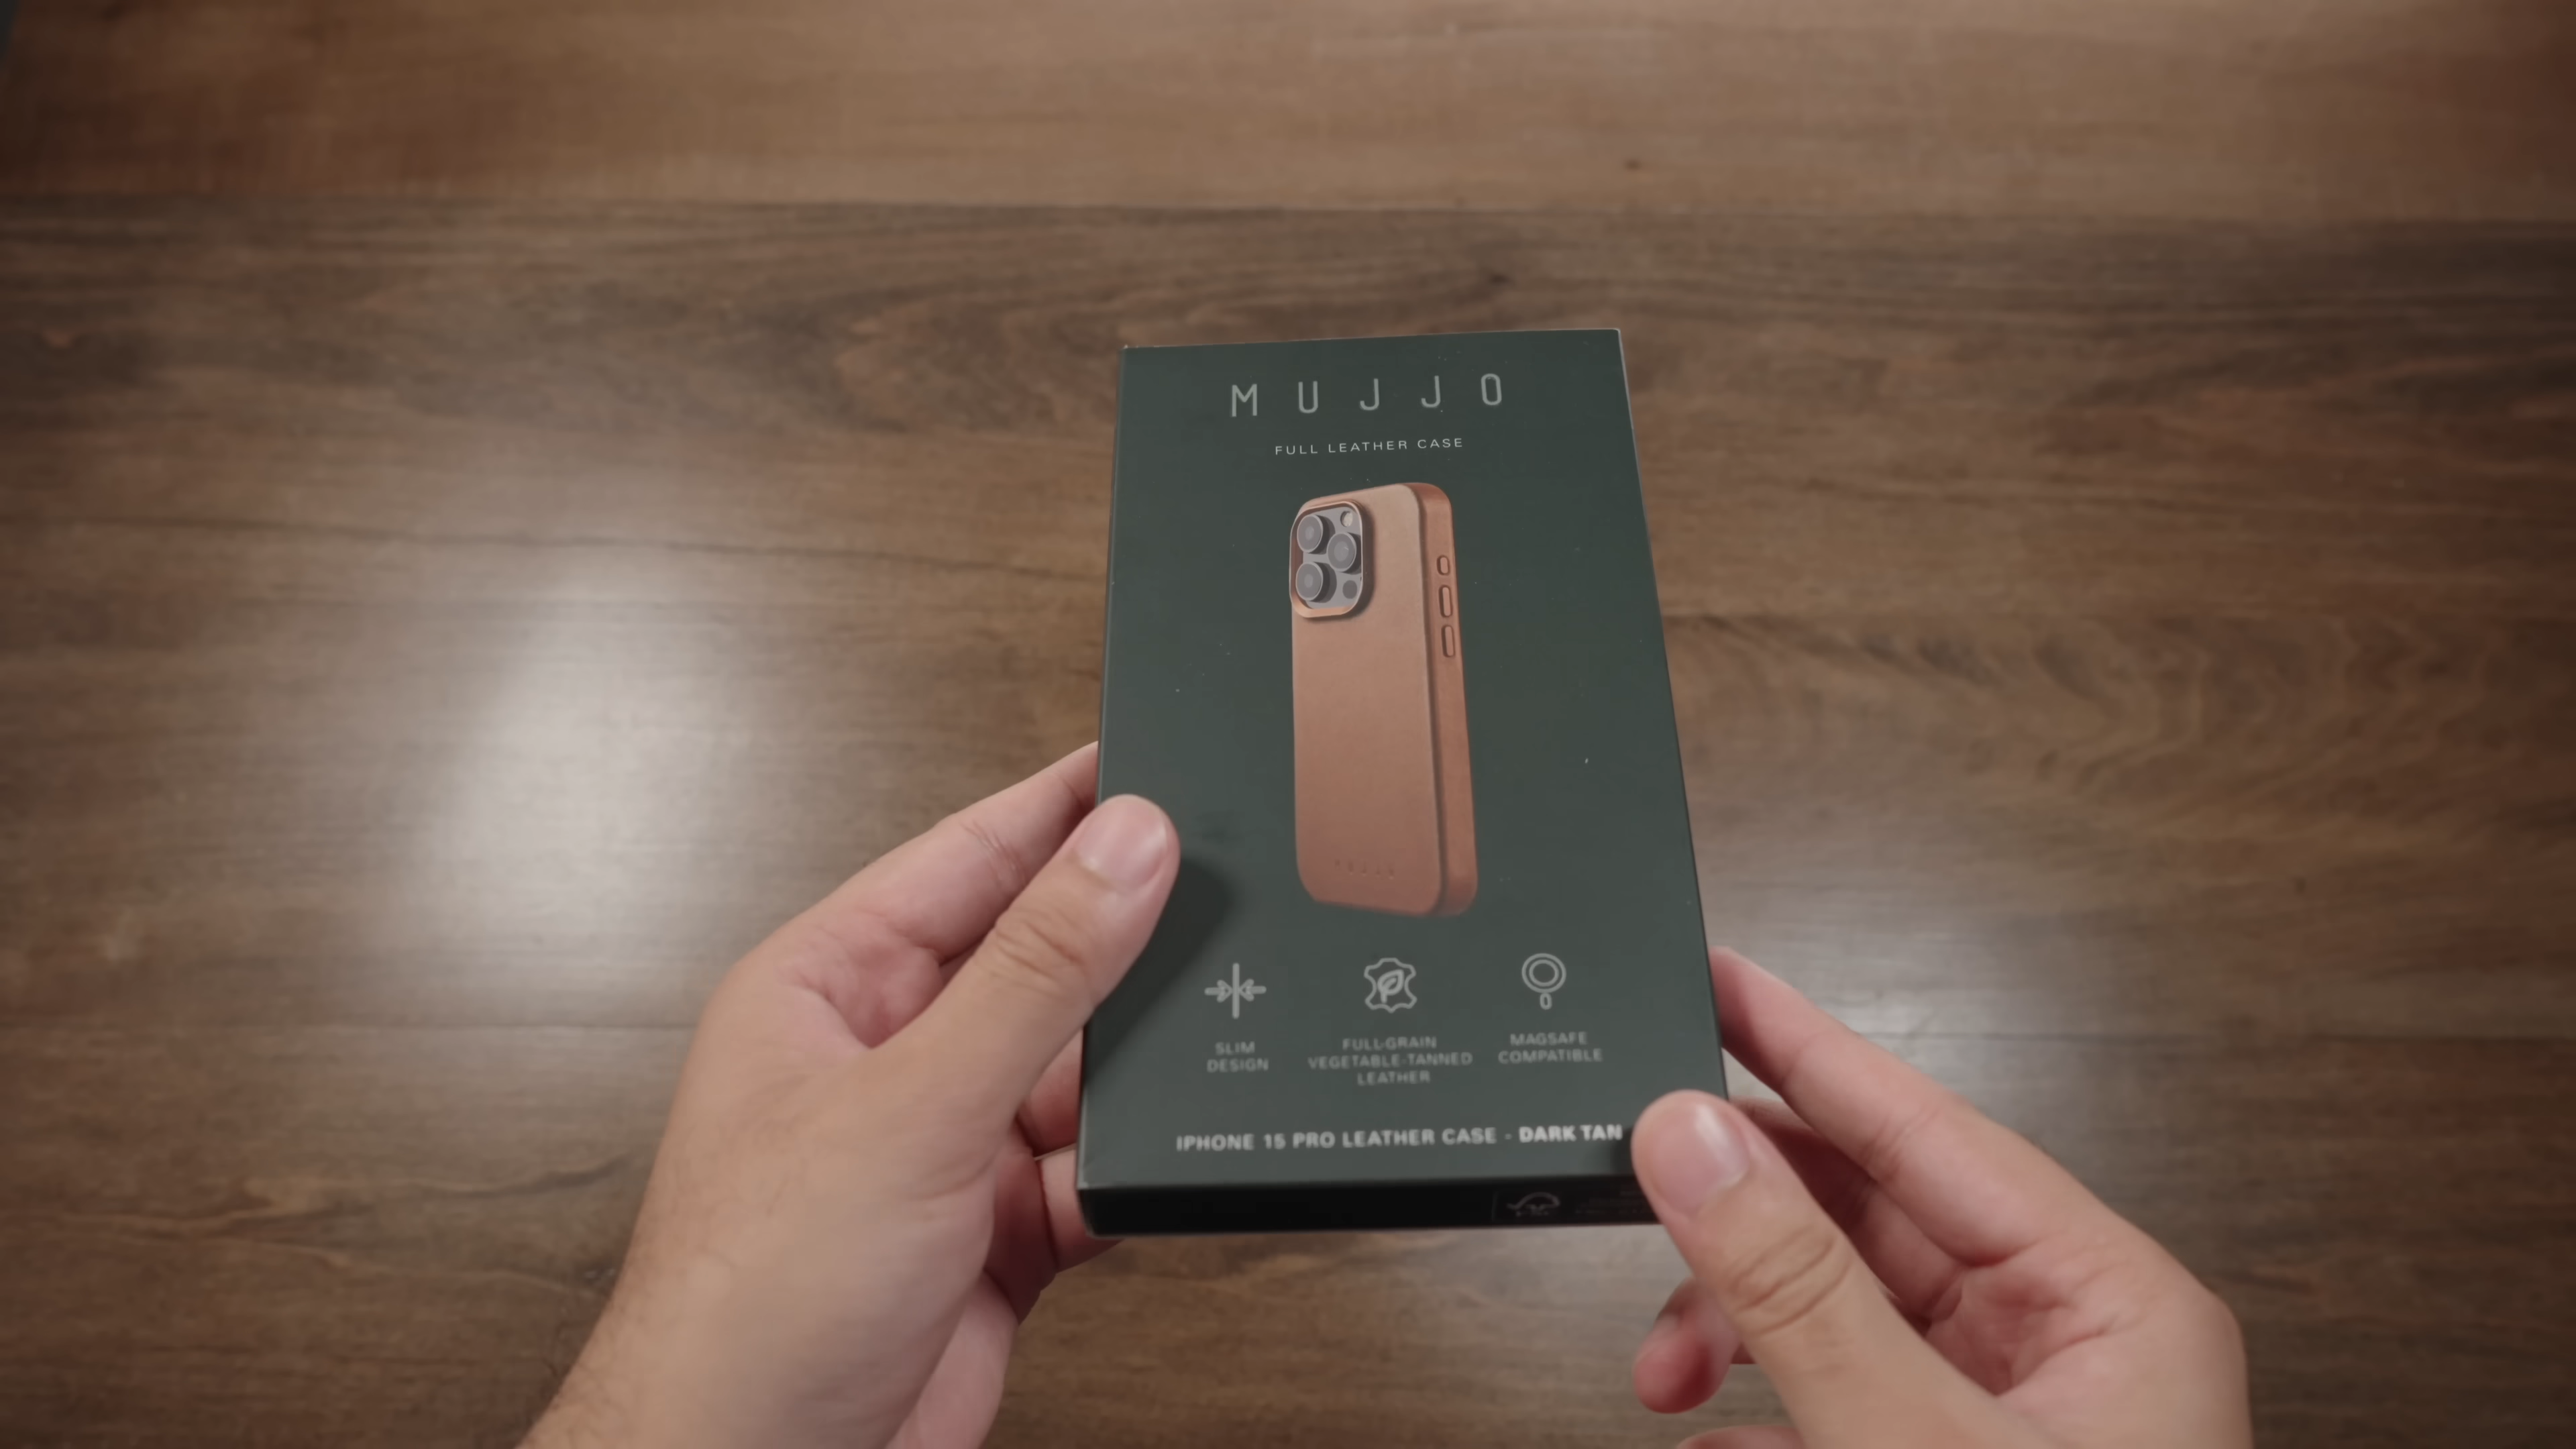 MUJJO
FULL LEATHER CASE
MUJJO
SLIM
DESIGN
FULL-GRAIN
VEGETABLE-TANNED
LEATHER
MAGSAFE
COMPATIBLE
IPHONE 15 PRO LEATHER CASE - DARK TAN